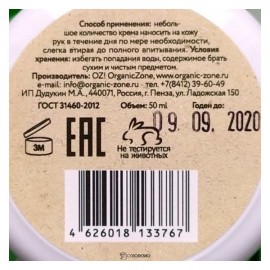 Способ применения: неболь-
шое количество крема наносить на кожу
рук в течение дня по мере необходимости,
слегка втирать до полного впитывания. Условия
хранения: избегать попадания воды, содержимое брать
сухим и чистым предметом.
Производитель: OZ! OrganicZone, www.organic-zone.ru
e-mail: info@organic-zone.ru, тел. +7(8412) 39-60-49
ИП Дудукин М.А., 440071, Россия, г. Пенза, ул. Ладожская 150
ГОСТ 31460-2012 Объем: 50 ml Годен до:
09. 09. 2020
3M
EAC
Не тестируется
на животных
4 626018 133767